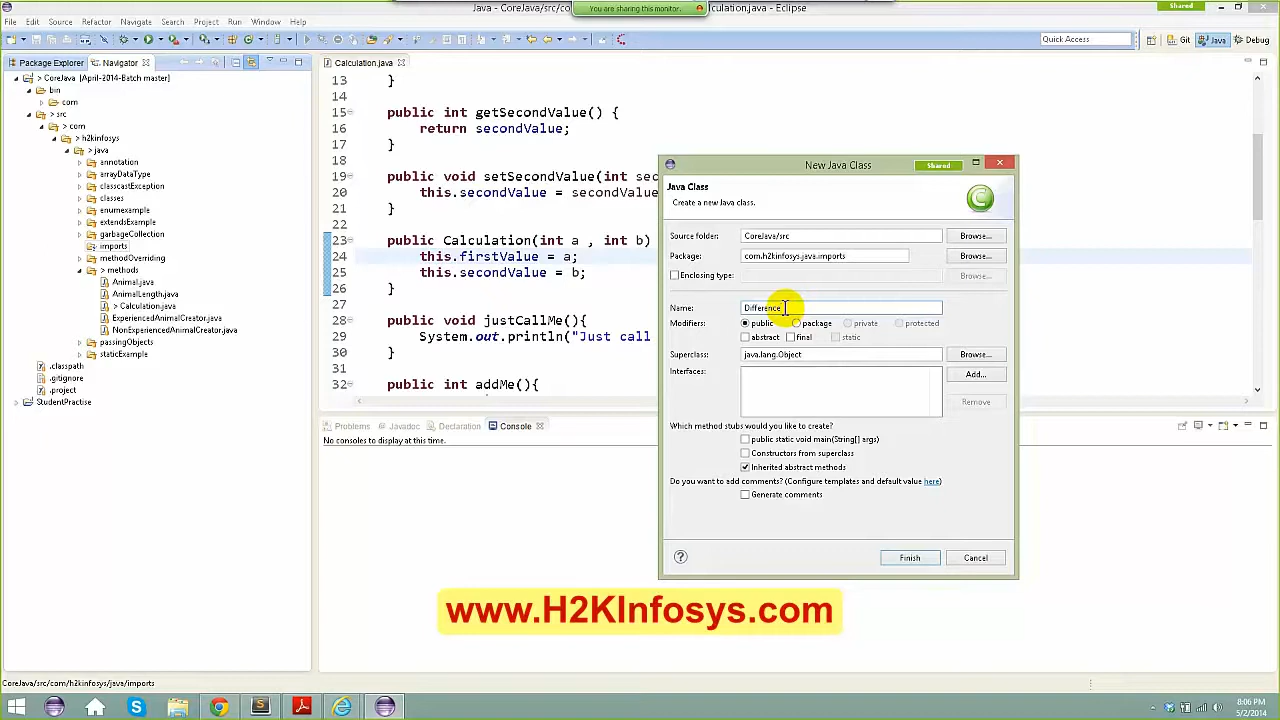 Java - CoreJava/src/co
You are sharing this monitor.
lculation.java - Eclipse
Shared
File Edit Source Refactor Navigate Search Project Run Window Help
Quick Access
Git
Java
Debug
Package Explorer
Navigator
> CoreJava [April-2014-Batch master]
bin
com
> src
> com
> h2kinfosys
> java
annotation
arrayDataType
classcastException
classes
enumexample
extendsExample
garbageCollection
imports
methodOverriding
> methods
Animal.java
AnimalLength.java
> Calculation.java
ExperiencedAnimalCreator.java
NonExperiencedAnimalCreator.java
passingObjects
staticExample
.classpath
.gitignore
.project
StudentPractise
Calculation.java
13 }
14
15 public int getSecondValue() {
16 return secondValue;
17 }
18
19 public void setSecondValue(int sec
20 this.secondValue = secondValue
21 }
22
23 public Calculation(int a , int b)
24 this.firstValue = a;
25 this.secondValue = b;
26 }
27
28 public void justCallMe(){
29 System.out.println("Just call
30 }
31
32 public int addMe(){
Problems
Javadoc
Declaration
Console
No consoles to display at this time.
New Java Class
Shared
Java Class
Create a new Java class.
Source folder: CoreJava/src Browse...
Package: com.h2kinfosys.java.imports Browse...
Enclosing type: Browse...
Name: Difference
Modifiers: public package private protected
abstract final static
Superclass: java.lang.Object Browse...
Interfaces: Add...
Remove
Which method stubs would you like to create?
public static void main(String[] args)
Constructors from superclass
Inherited abstract methods
Do you want to add comments? (Configure templates and default value here)
Generate comments
Finish
Cancel
www.H2KInfosys.com
CoreJava/src/com/h2kinfosys/java/imports
8:06 PM
5/2/2014